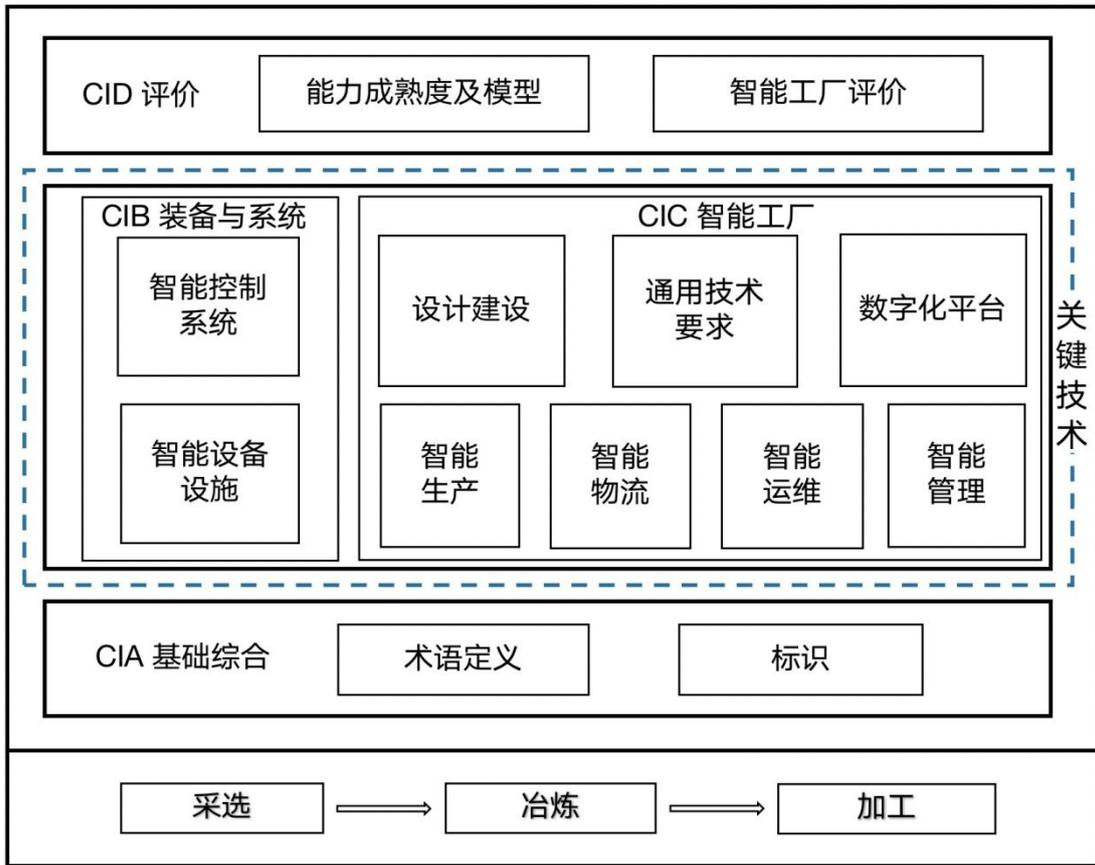 CID 评价
能力成熟度及模型
智能工厂评价
CIB 装备与系统
智能控制
系统
智能设备
设施
CIC 智能工厂
设计建设
通用技术
要求
数字化平台
智能
生产
智能
物流
智能
运维
智能
管理
关
键
技
术
CIA 基础综合
术语定义
标识
采选
冶炼
加工